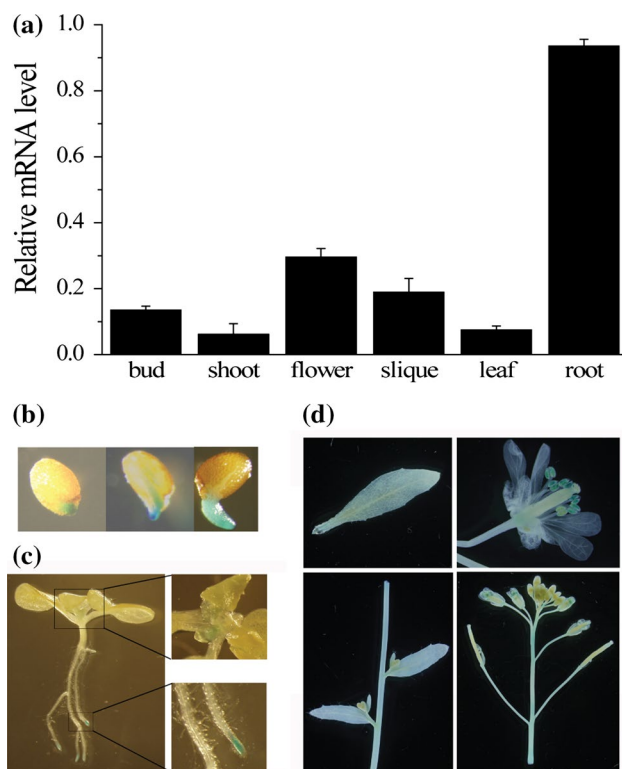 (a)
Relative mRNA level
1.0
0.8
0.6
0.4
0.2
0.0
bud shoot flower slique leaf root
(b)
(d)
(c)